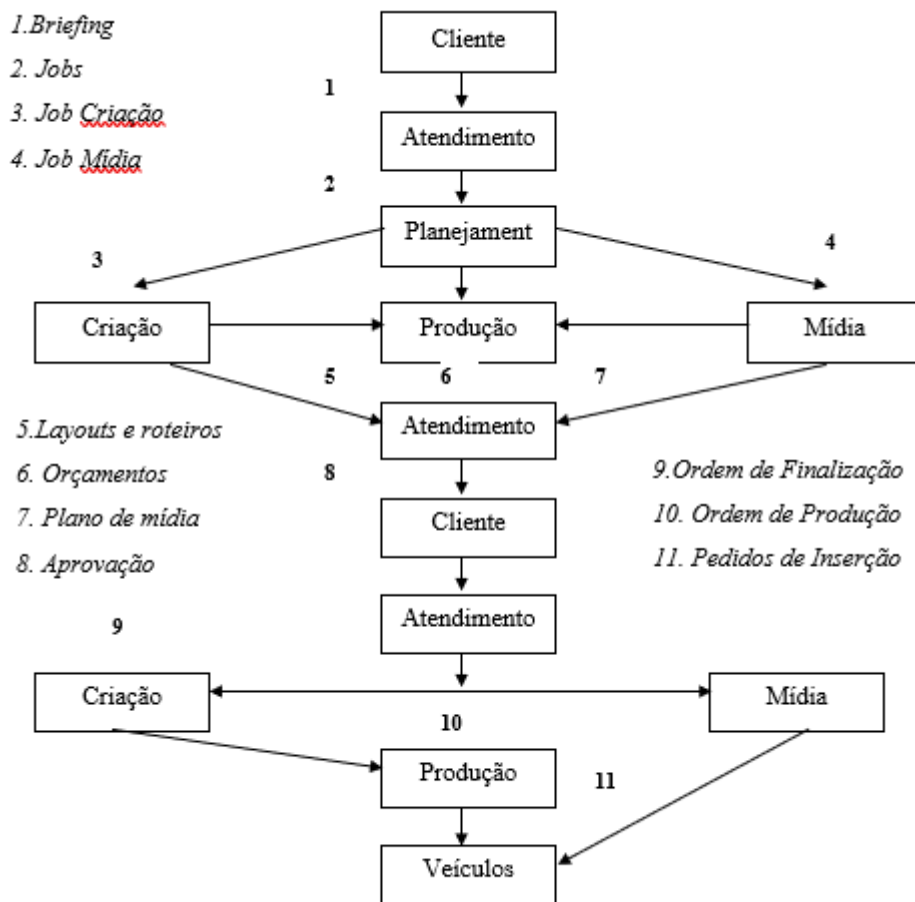 1.Briefing
Cliente
2. Jobs
1
3. Job Criação
Atendimento
4. Job Mídia
2
Planejament
3
4
Criação
Produção
Mídia
5
6
7
Atendimento
5.Layouts e roteiros
6. Orçamentos
8
9.Ordem de Finalização
7. Plano de mídia
Cliente
10. Ordem de Produção
8. Aprovação
11. Pedidos de Inserção
Atendimento
9
Criação
Mídia
10
Produção
11
Veículos